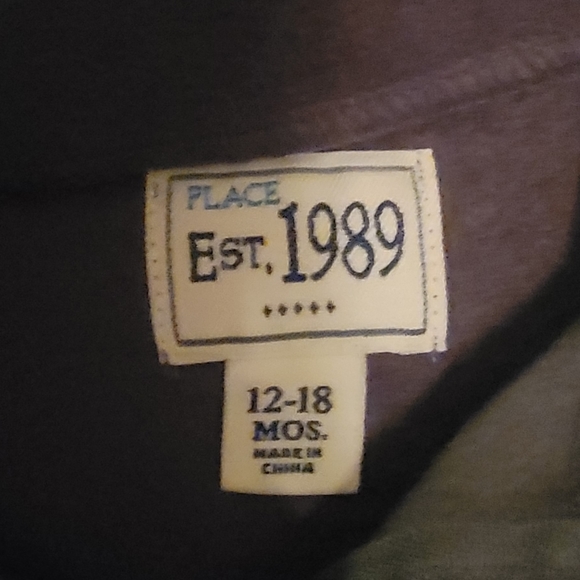 PLACE
EST. 1989
12-18
MOS.
MADE IN
CHINA